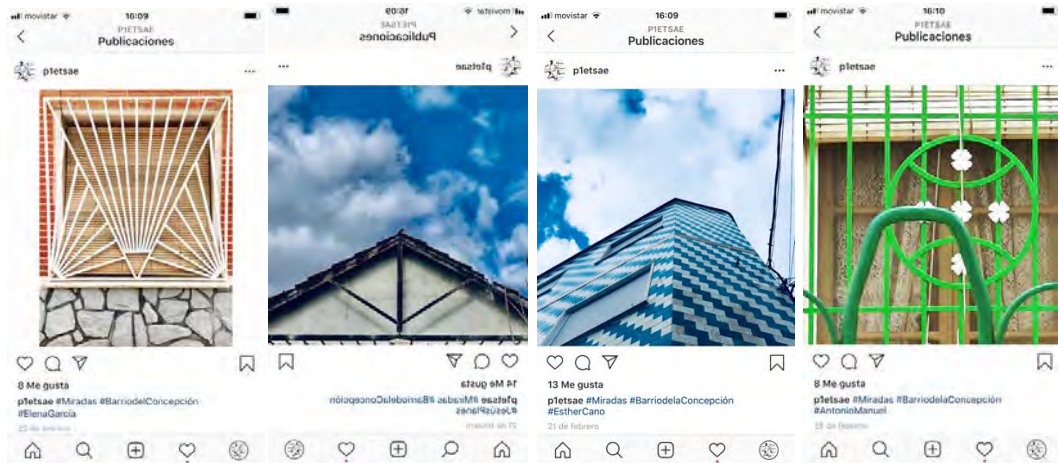 movistar 16:09
P1ETSAE
Publicaciones
p1etsae
8 Me gusta
p1etsae #Miradas #BarriodelConcepción
#ElenaGarcía
movistar 16:09
P1ETSAE
Publicaciones
p1etsae
14 Me gusta
p1etsae #Miradas #BarriodelaConcepción
#JesúsPlanes
movistar 16:09
P1ETSAE
Publicaciones
p1etsae
13 Me gusta
p1etsae #Miradas #BarriodelaConcepción
#EstherCano
21 de febrero
movistar 16:10
P1ETSAE
Publicaciones
p1etsae
8 Me gusta
p1etsae #Miradas #BarriodelaConcepción
#AntonioManuel